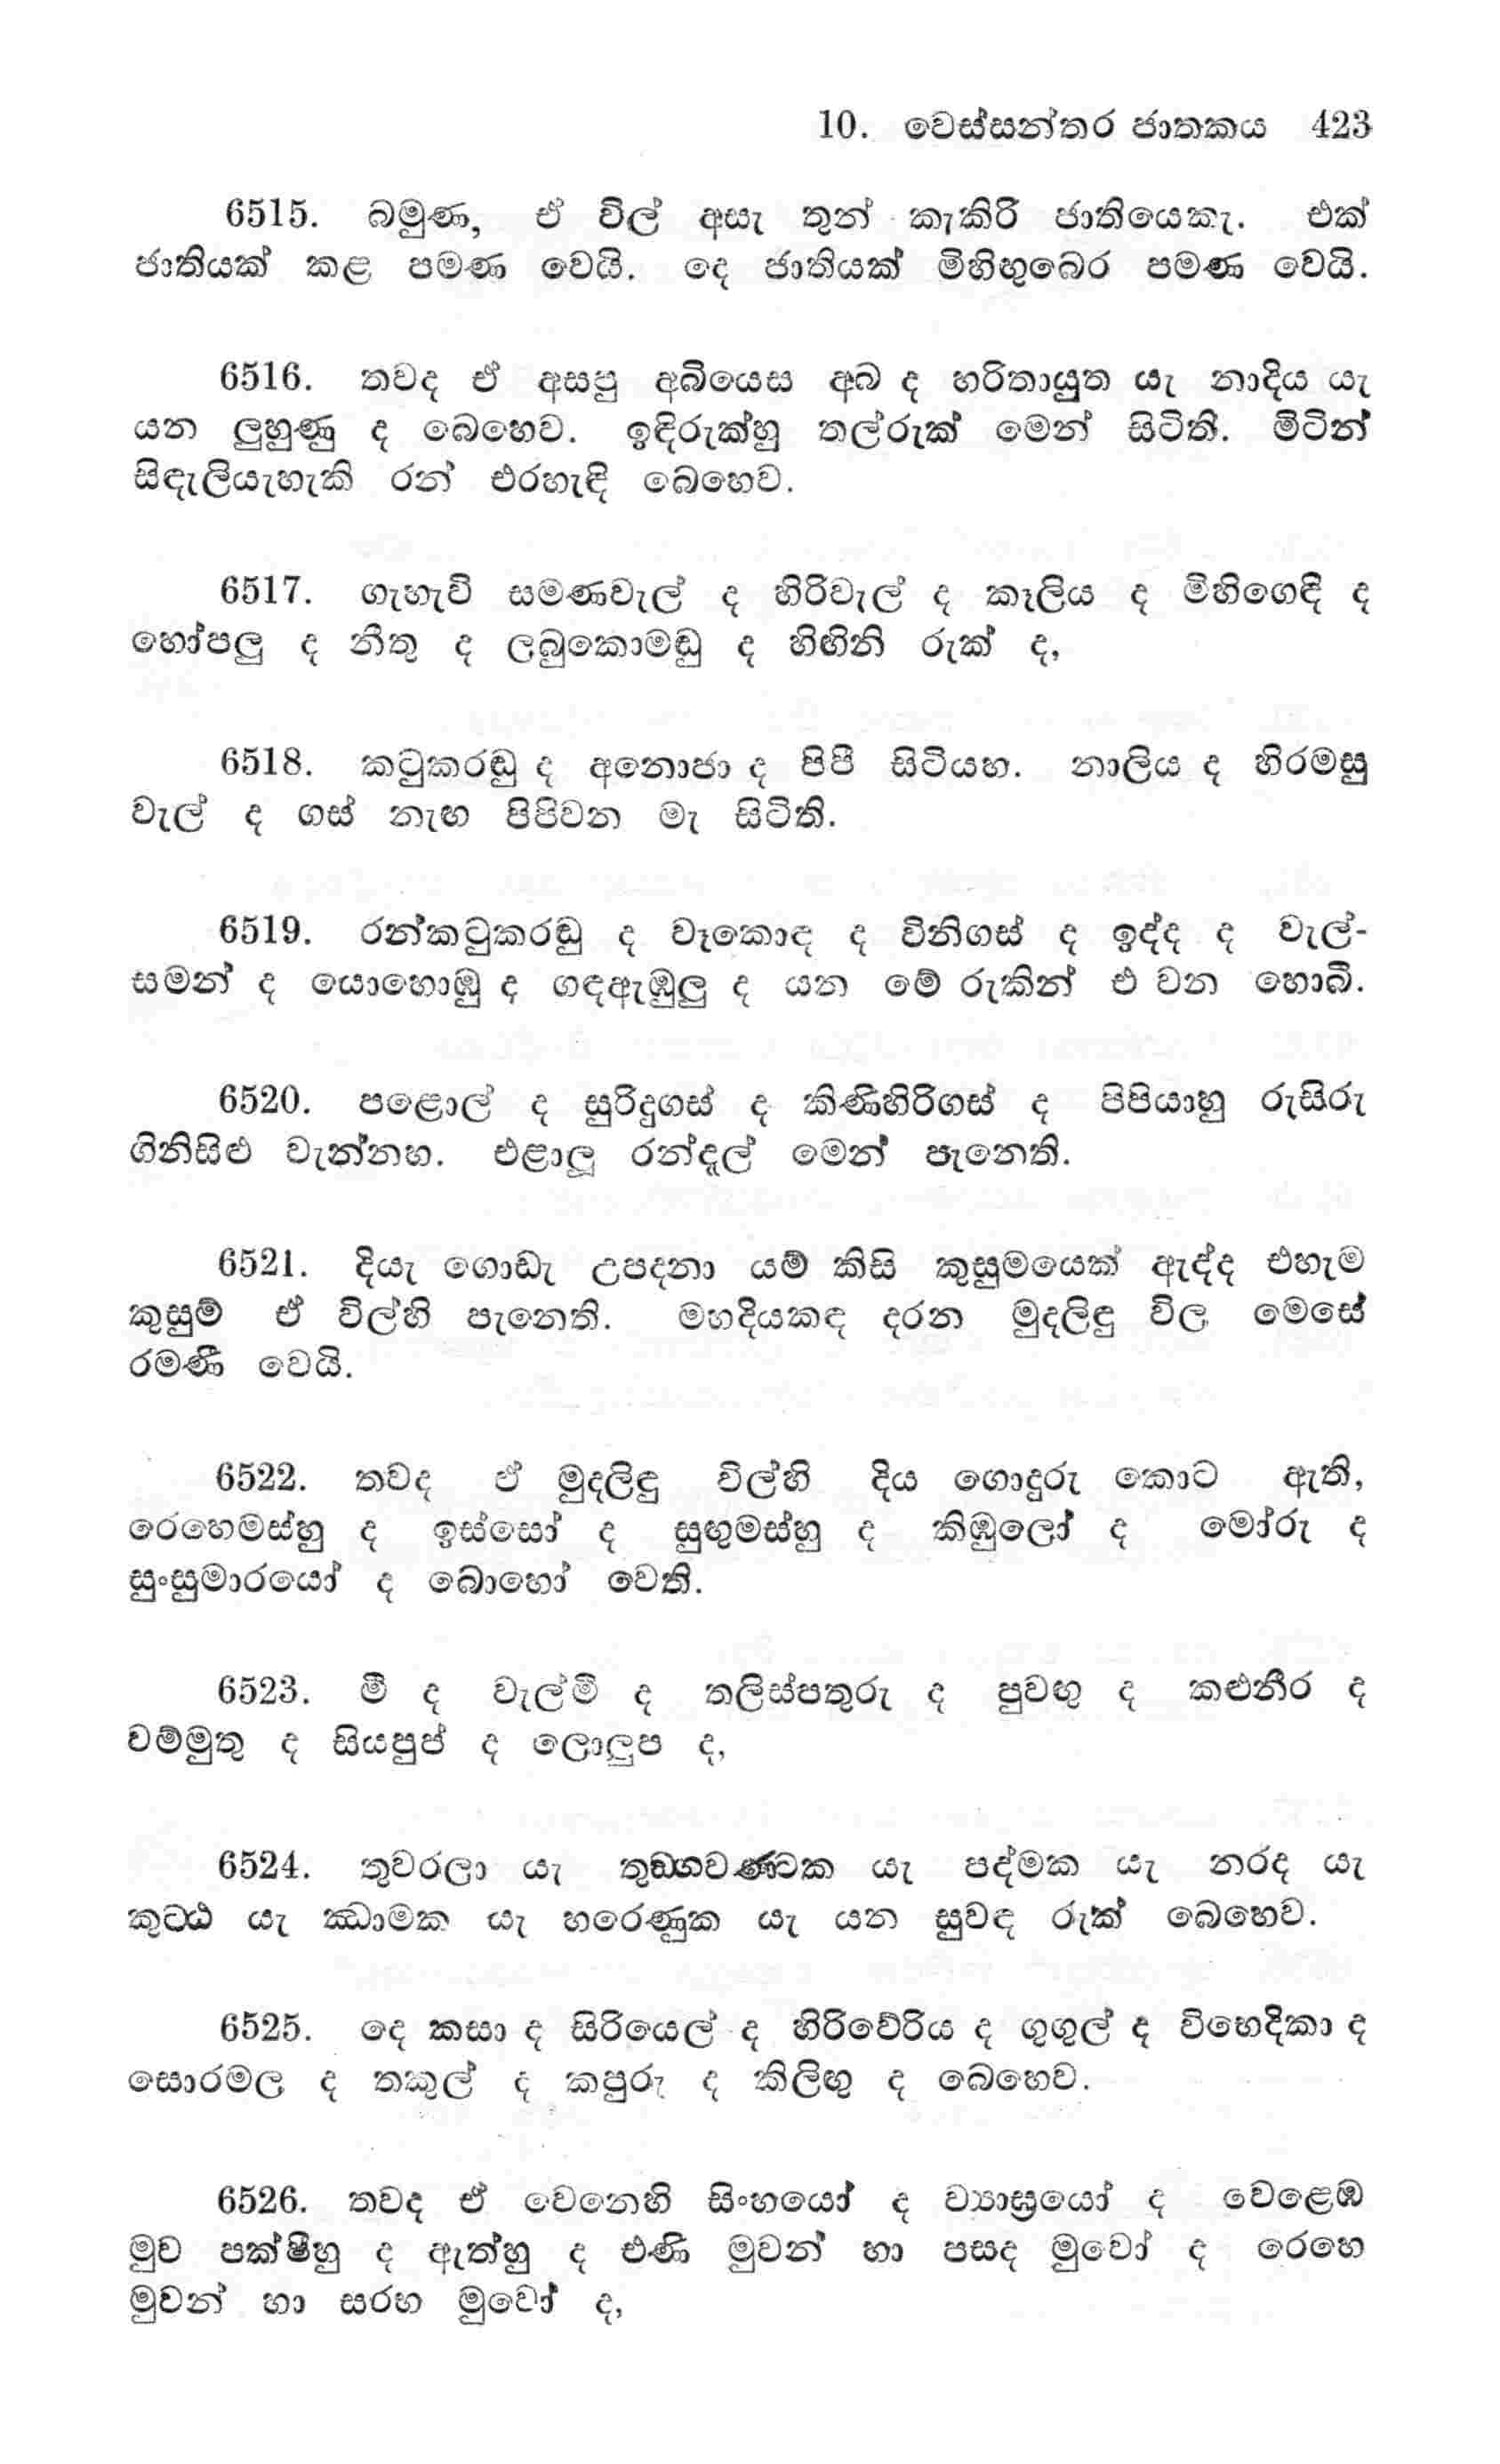 10. වෙස්සන්තර ජාතකය 423
6515. බමුණ, ඒ විල් අසැ තුන් කැකිරි ජාතියෙකැ. එක්
ජාතියක් කළ පමණ වෙයි. දෙ ජාතියක් මිහිඟුබෙර පමණ වෙයි.
6516. තවද ඒ අසපු අබියෙස අබ ද හරිතායුත යැ නාදිය යැ
යන ලුහුණු ද බෙහෙව. ඉඳිරුක්හු තල්රුක් මෙන් සිටිති. මිටින්
සිඳැලියැහැකි රන් එරහැඳි බෙහෙව.
6517. ගැහැවි සමණවැල් ද හිරිවැල් ද කෑලිය ද මිහිගෙඳි ද
හෝපලු ද නීතු ද ලබුකොමඩු ද හිඟිනි රුක් ද,
6518. කටුකරඬු ද අනොජා ද පිපී සිටියහ. නාලිය ද හිරමසු
වැල් ද ගස් නැඟ පිපිවන මැ සිටිති.
6519. රන්කටුකරඬු ද වෑකොඳ ද විනිගස් ද ඉද්ද ද වැල්-
සමන් ද යොහොඹු ද ගඳඇඹුලු ද යන මේ රුකින් එ වන හොබී.
6520. පළොල් ද සූරිදුගස් ද කිණිහිරිගස් ද පිපියාහු රුසිරු
ගිනිසිළු වැන්නහ. එළාලූ රන්දැල් මෙන් පැනෙති.
6521. දියැ ගොඩැ උපදනා යම් කිසි කුසුමයෙක් ඇද්ද එහැම
කුසුම් ඒ විල්හි පැනෙති. මහදියකඳ දරන මුදලිඳු විල මෙසේ
රමණී වෙයි.
6522. තවද ඒ මුදලිඳු විල්හි දිය ගොදුරු කොට ඇති,
රෙහෙමස්හු ද ඉස්සෝ ද සුඟුමස්හු ද කිඹුලෝ ද මෝරු ද
සුංසුමාරයෝ ද බොහෝ වෙති.
6523. මී ද වැල්මී ද තලිස්පතුරු ද පුවඟු ද කළුනීර ද
වම්මුතු ද සියපුප් ද ලොලුප ද,
6524. තුවරලා යැ තුඞ්ගවණ්ටක යැ පද්මක යැ නරද යැ
කුට්ඨ යැ ඣාමක යැ හරෙණුක යැ යන සුවඳ රුක් බෙහෙව.
6525. දෙ කසා ද සිරියෙල් ද හිරිවේරිය ද ගුගුල් ද විභෙදිකා ද
සොරමල ද තකුල් ද කපුරු ද කිලිඟු ද බෙහෙව.
6526. තවද ඒ වෙනෙහි සිංහයෝ ද ව්‍යාඝ්‍රයෝ ද වෙළෙඹ
මුව පක්ෂීහු ද ඇත්හු ද එණි මුවන් හා පසද මුවෝ ද රෙහෙ
මුවන් හා සරභ මුවෝ ද,